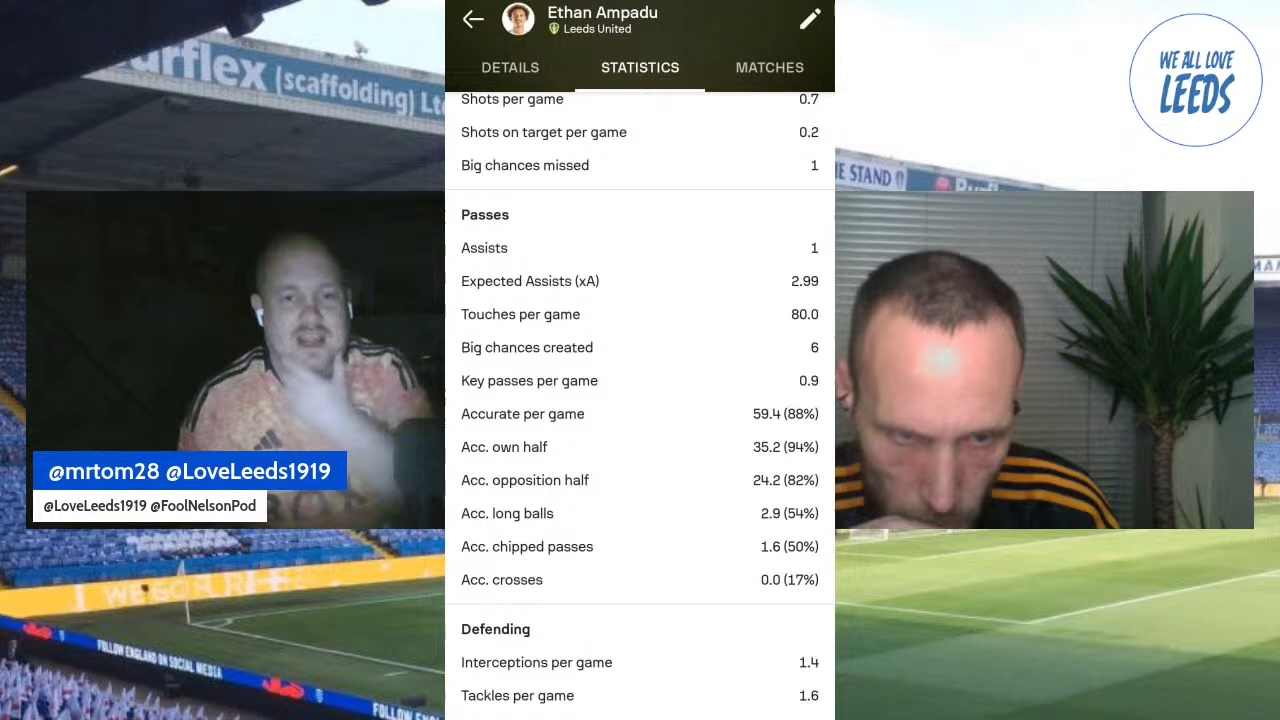 Ethan Ampadu
Leeds United
DETAILS STATISTICS MATCHES
Shots per game 0.7
Shots on target per game 0.2
Big chances missed 1
Passes
Assists 1
Expected Assists (xA) 2.99
Touches per game 80.0
Big chances created 6
Key passes per game 0.9
Accurate per game 59.4 (88%)
Acc. own half 35.2 (94%)
Acc. opposition half 24.2 (82%)
Acc. long balls 2.9 (54%)
Acc. chipped passes 1.6 (50%)
Acc. crosses 0.0 (17%)
Defending
Interceptions per game 1.4
Tackles per game 1.6
WE ALL LOVE
LEEDS
(scaffolding)
STAND
@mrtom28 @LoveLeeds1919
@LoveLeeds1919 @FoolNelsonPod
FOLLOW ENGLAND ON SOCIAL MEDIA